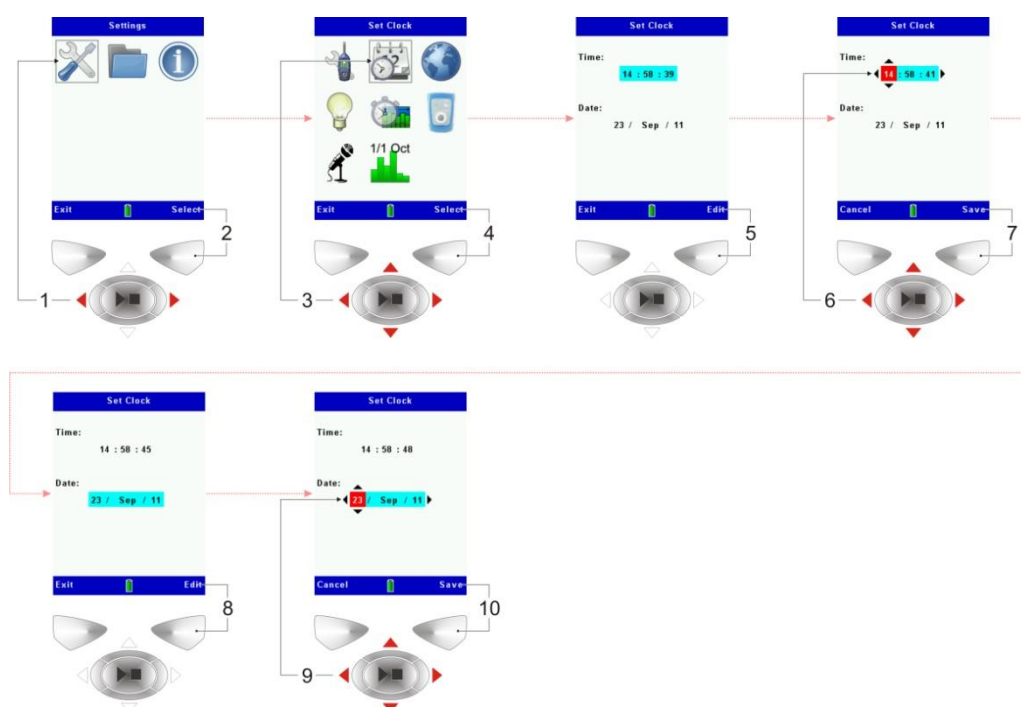 Settings
Exit
Select
1
2
Set Clock
1/1 Oct
Exit
Select
3
4
Set Clock
Time:
14 : 58 : 39
Date:
23 / Sep / 11
Exit
Edit
5
Set Clock
Time:
14 : 58 : 41
Date:
23 / Sep / 11
Cancel
Save
6
7
Set Clock
Time:
14 : 58 : 45
Date:
23 / Sep / 11
Exit
Edit
8
Set Clock
Time:
14 : 58 : 48
Date:
23 / Sep / 11
Cancel
Save
9
10